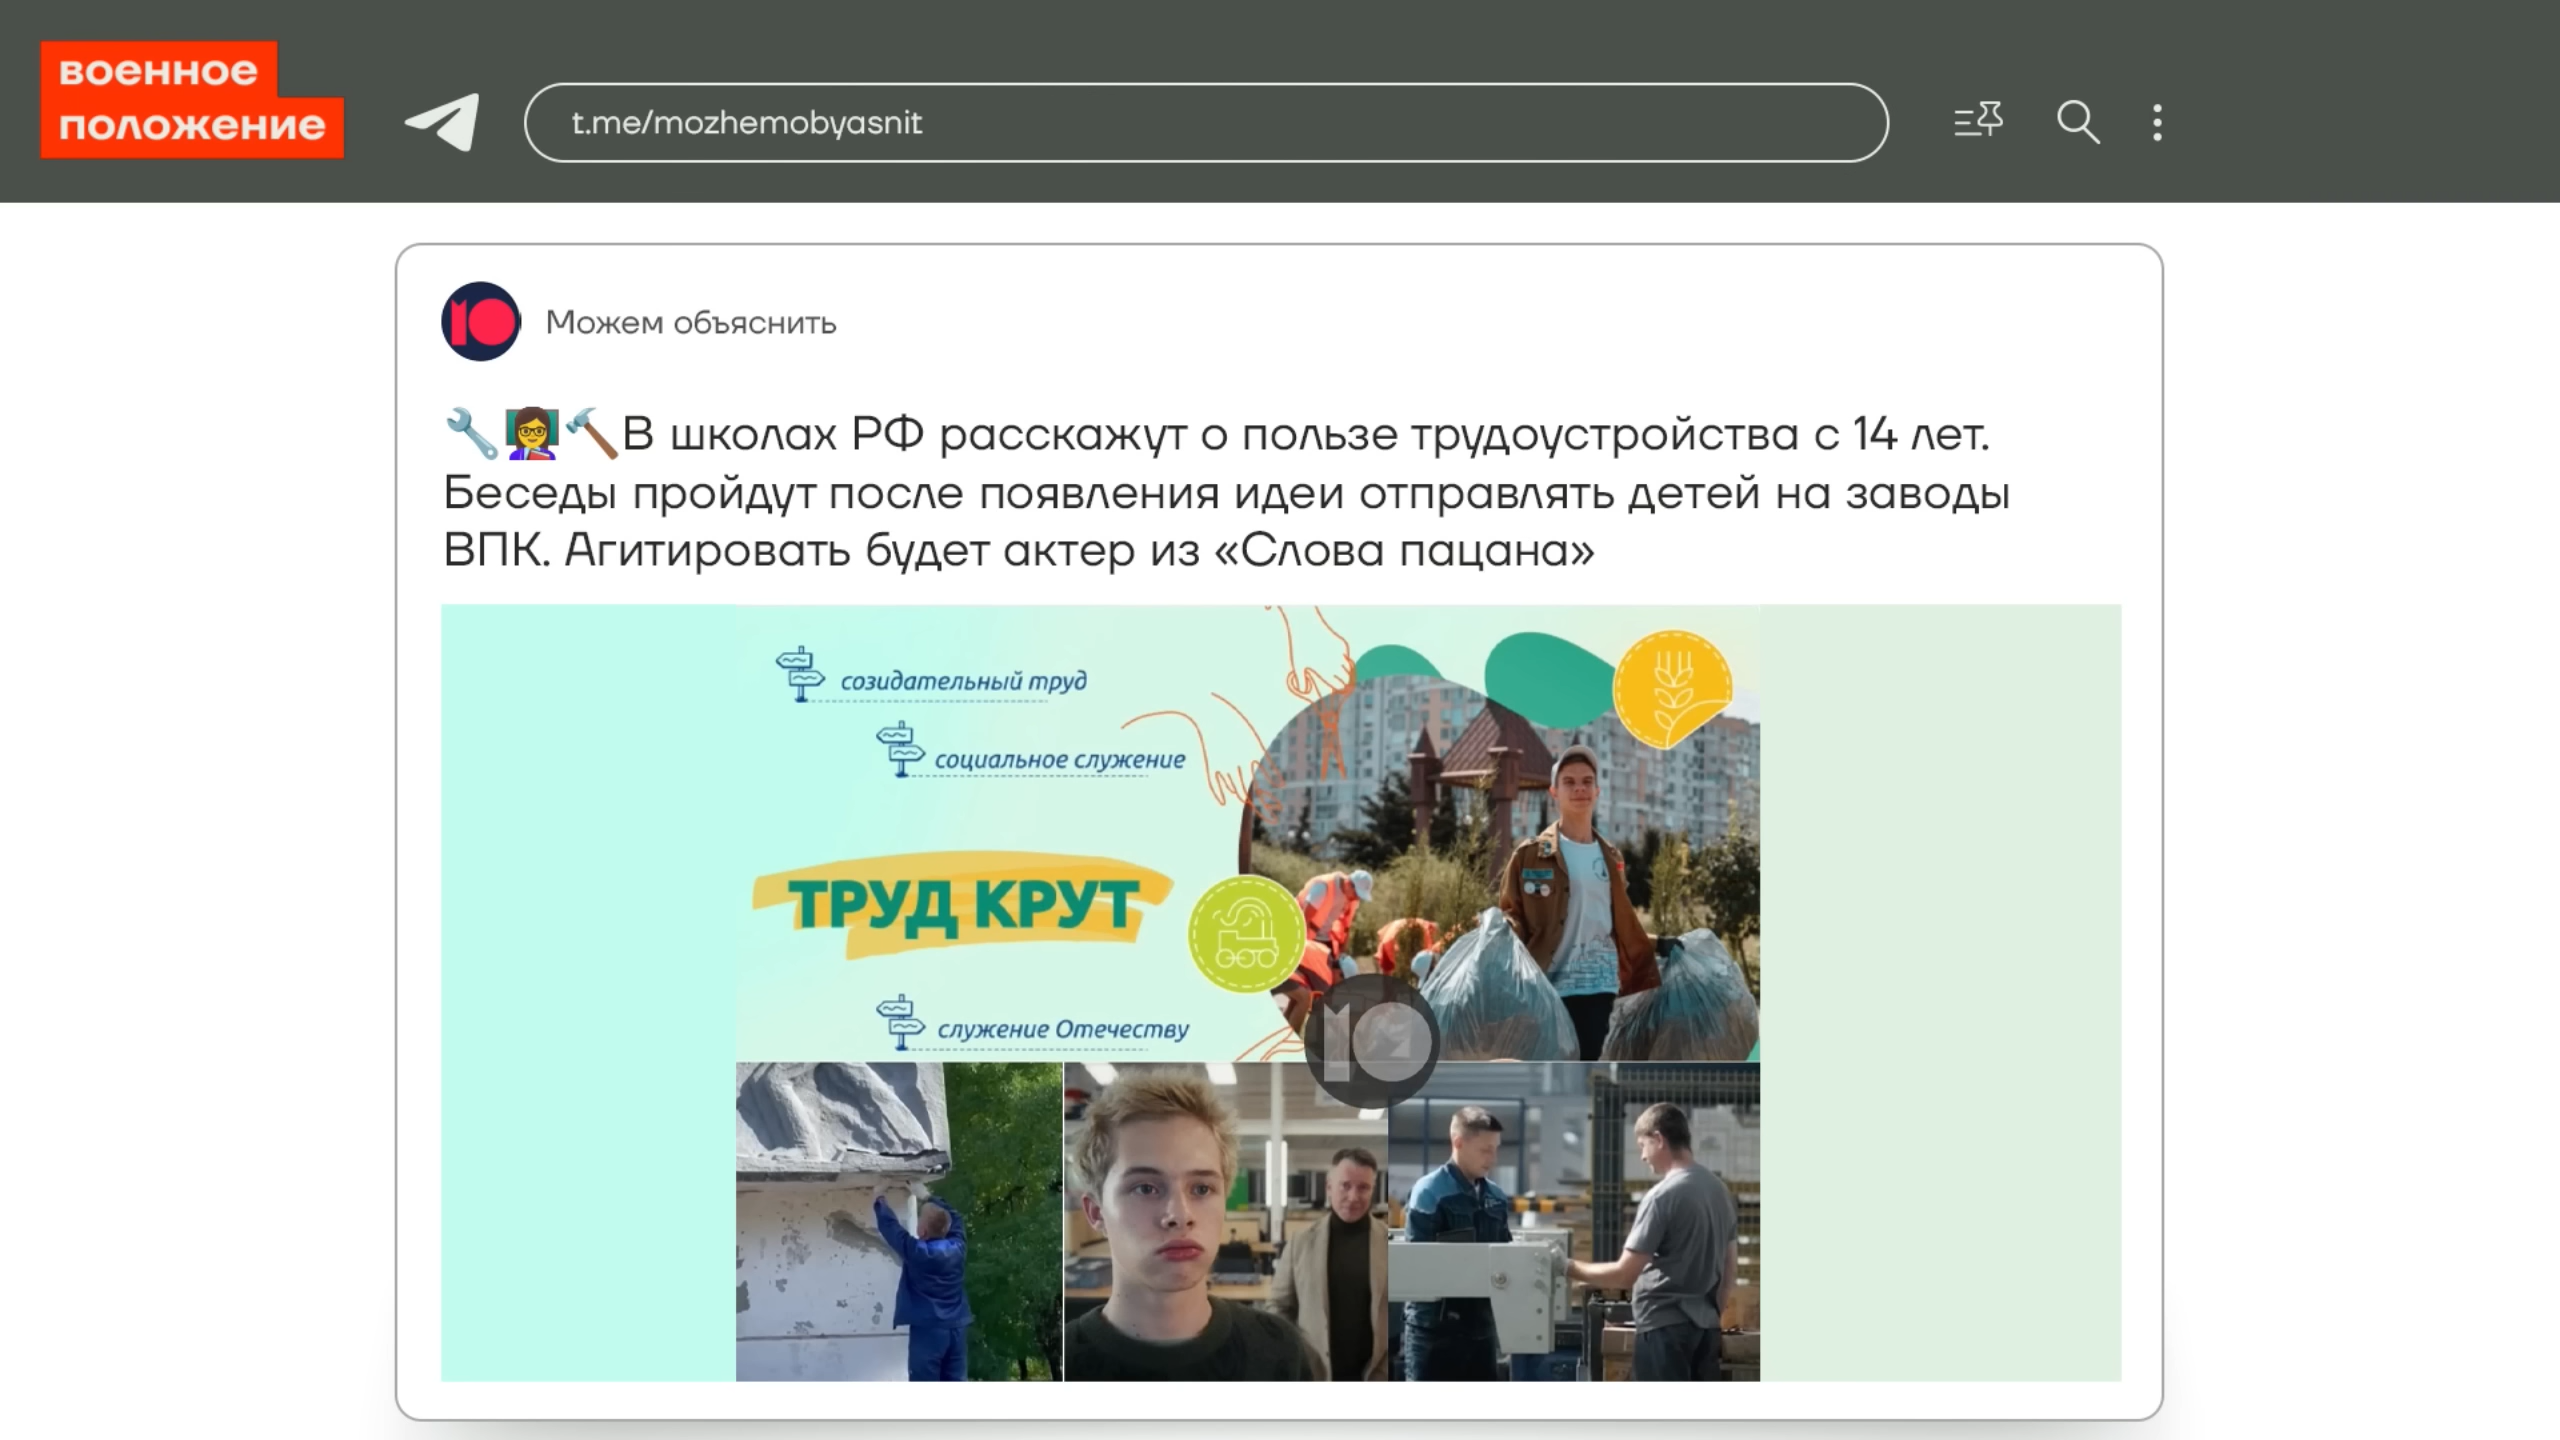 военное
положение
t.me/mozhemobyasnit
Можем объяснить
🔧👩‍🏫🔨В школах РФ расскажут о пользе трудоустройства с 14 лет.
Беседы пройдут после появления идеи отправлять детей на заводы
ВПК. Агитировать будет актер из «Слова пацана»
созидательный труд
социальное служение
ТРУД КРУТ
служение Отечеству